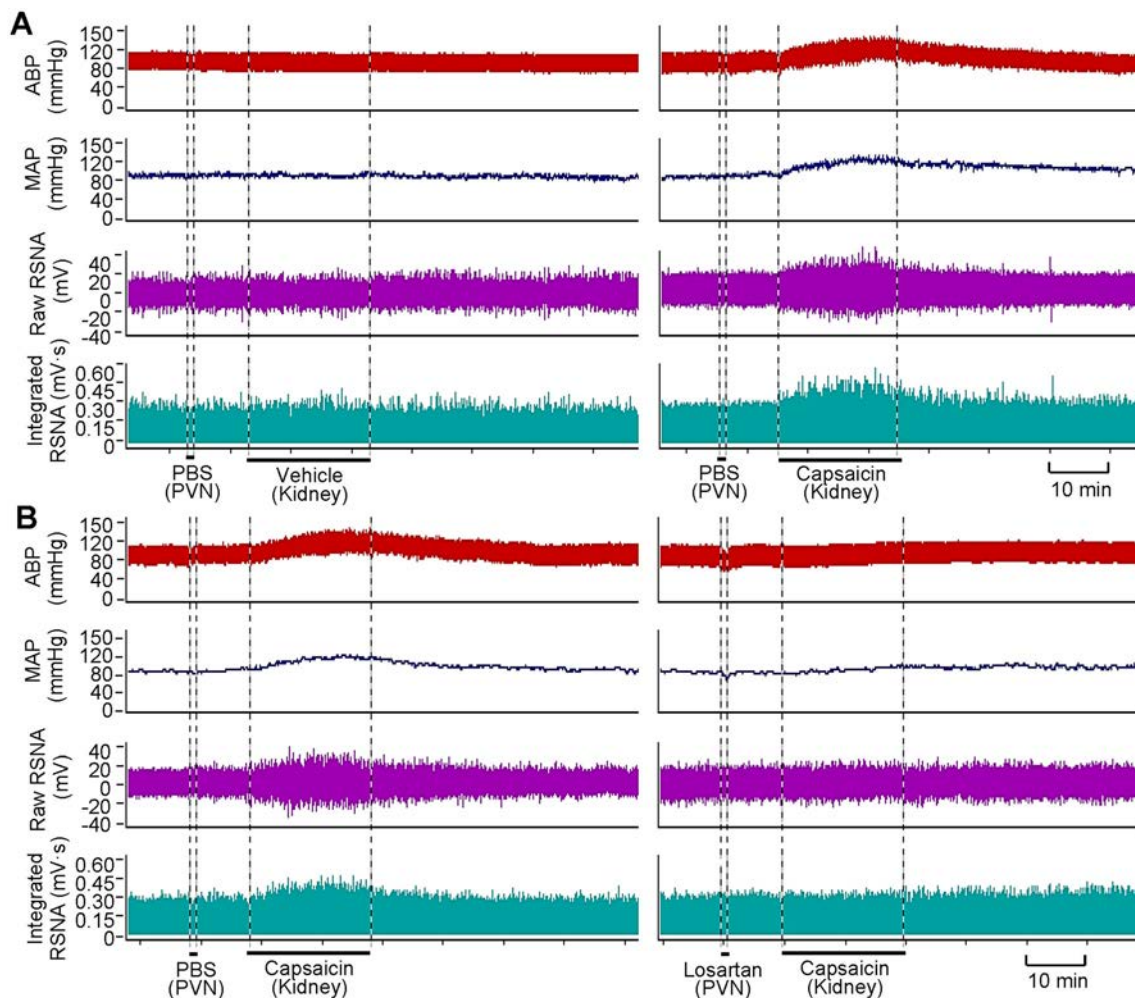 A
ABP
(mmHg)
150
120
80
40
0
MAP
(mmHg)
150
120
80
40
0
Raw RSNA
(mV)
40
20
0
-20
-40
Integrated
RSNA (mV·s)
0.60
0.45
0.30
0.15
0
PBS
(PVN)
Vehicle
(Kidney)
PBS
(PVN)
Capsaicin
(Kidney)
10 min
B
ABP
(mmHg)
150
120
80
40
0
MAP
(mmHg)
150
120
80
40
0
Raw RSNA
(mV)
40
20
0
-20
-40
Integrated
RSNA (mV·s)
0.60
0.45
0.30
0.15
0
PBS
(PVN)
Capsaicin
(Kidney)
Losartan
(PVN)
Capsaicin
(Kidney)
10 min